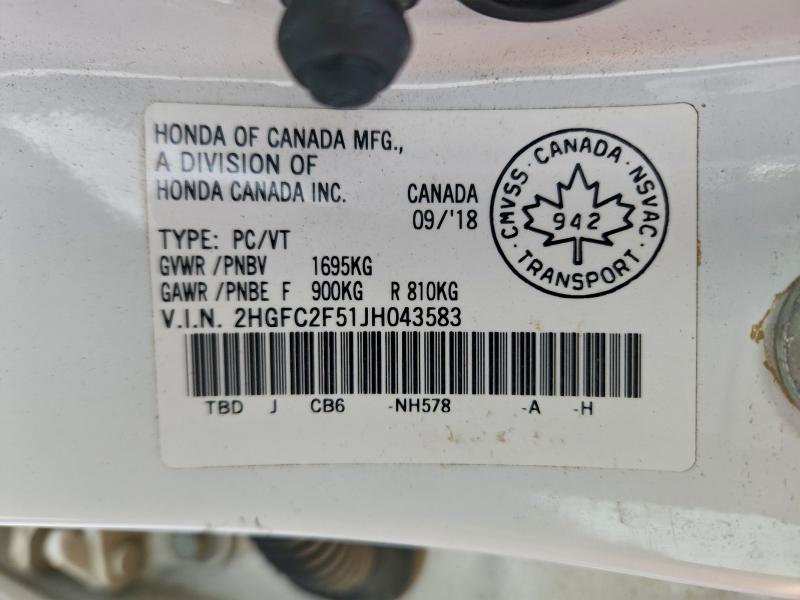 HONDA OF CANADA MFG.,
A DIVISION OF
HONDA CANADA INC. CANADA
09/'18
TYPE: PC/VT
GVWR /PNBV 1695KG
GAWR /PNBE F 900KG R 810KG
V.I.N. 2HGFC2F51JH043583
TBD J CB6 -NH578 -A -H
CMVSS · CANADA · NSVAC
942
· TRANSPORT ·